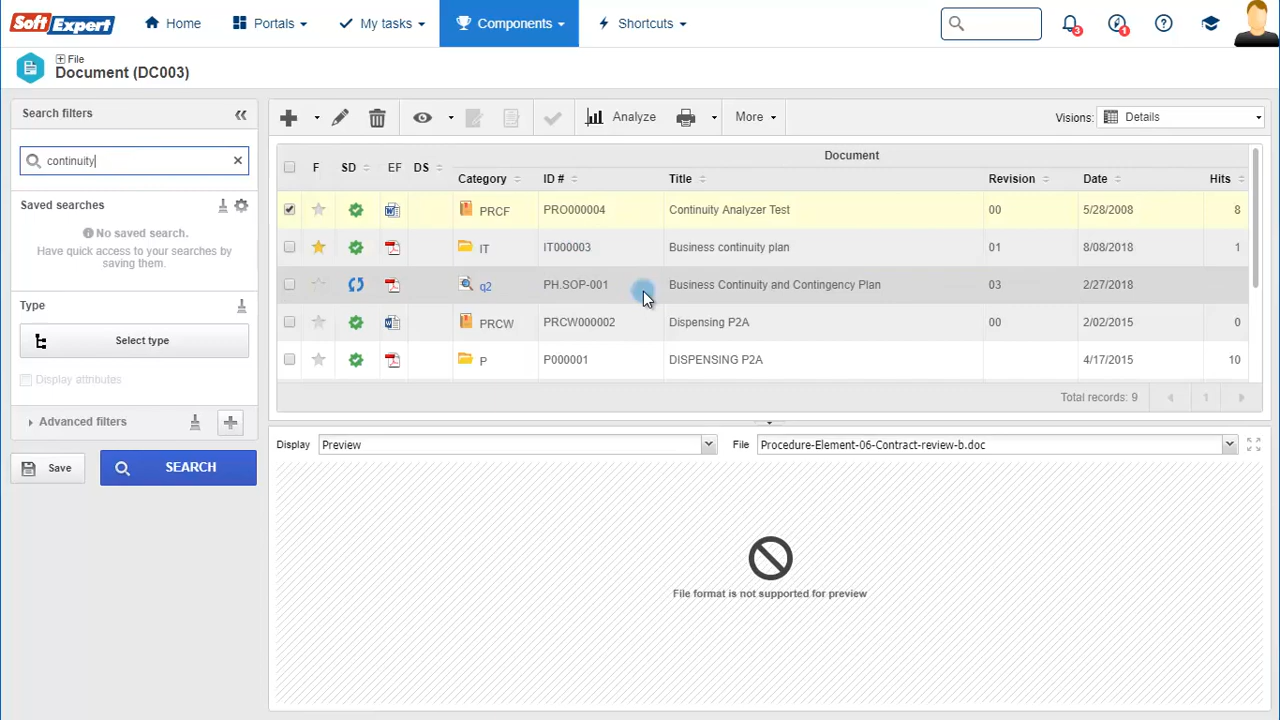 SoftExpert Home Portals My tasks Components Shortcuts 3 1
File
Document (DC003)
Search filters
continuity
Saved searches
No saved search.
Have quick access to your searches by
saving them.
Type
Select type
Display attributes
Advanced filters
Save SEARCH
Analyze More Visions: Details
Document
F SD EF DS Category ID # Title Revision Date Hits
PRCF PRO000004 Continuity Analyzer Test 00 5/28/2008 8
IT IT000003 Business continuity plan 01 8/08/2018 1
q2 PH.SOP-001 Business Continuity and Contingency Plan 03 2/27/2018
PRCW PRCW000002 Dispensing P2A 00 2/02/2015 0
P P000001 DISPENSING P2A 4/17/2015 10
Total records: 9 1
Display Preview File Procedure-Element-06-Contract-review-b.doc
File format is not supported for preview